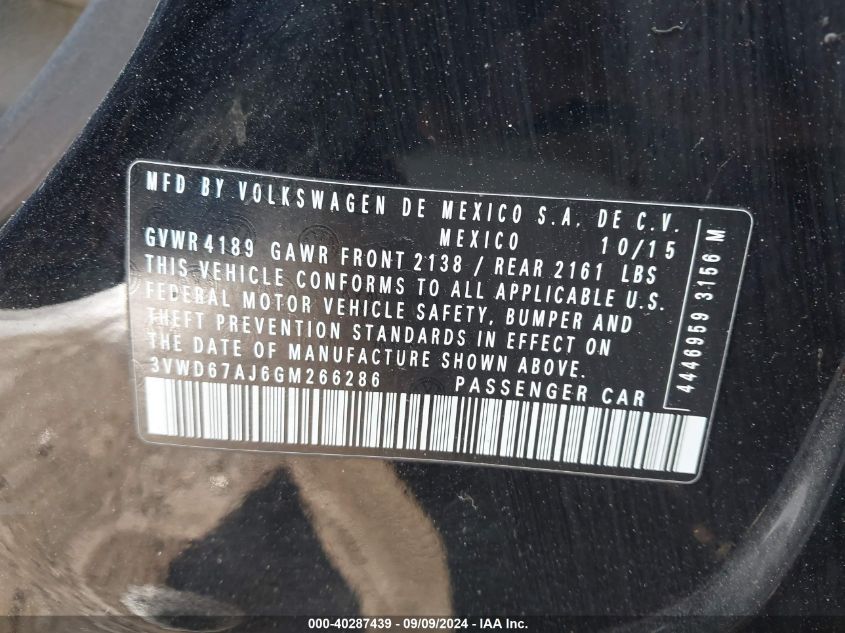 MFD BY VOLKSWAGEN DE MEXICO S.A. DE C.V.
MEXICO 10/15
GVWR 4189 GAWR FRONT 2138 / REAR 2161 LBS
THIS VEHICLE CONFORMS TO ALL APPLICABLE U.S.
FEDERAL MOTOR VEHICLE SAFETY, BUMPER AND
THEFT PREVENTION STANDARDS IN EFFECT ON
THE DATE OF MANUFACTURE SHOWN ABOVE.
3VWD67AJ6GM266286 PASSENGER CAR
4446959 3156 M
000-40287439 - 09/09/2024 - IAA Inc.